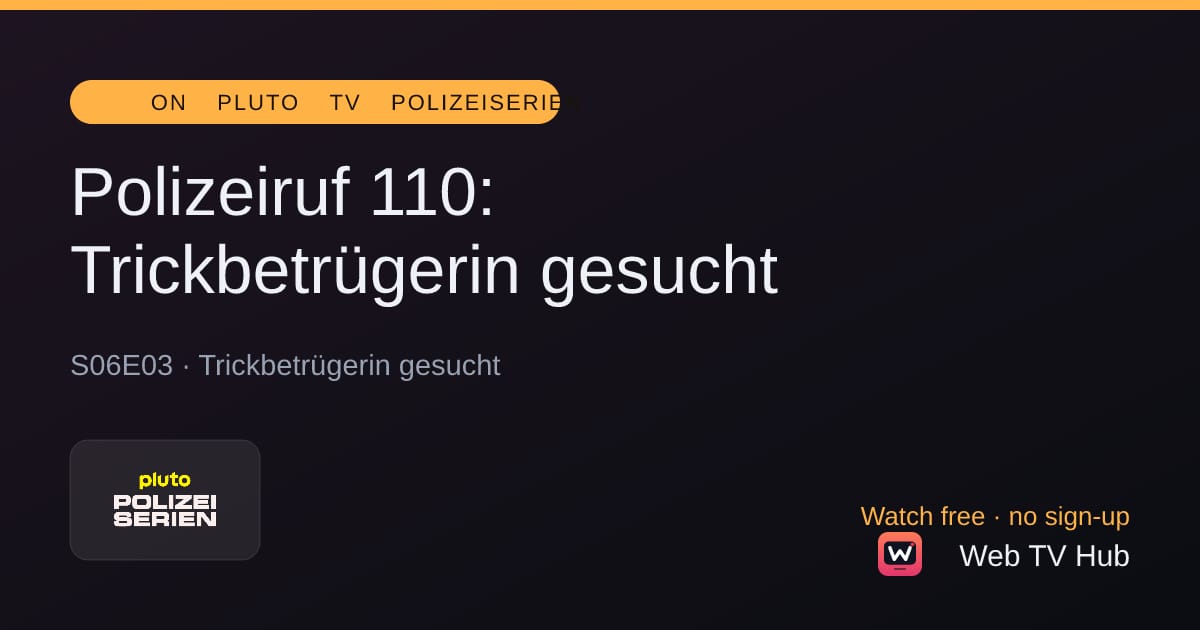 ON PLUTO TV POLIZEISERIE
Polizeiruf 110:
Trickbetrügerin gesucht
S06E03 · Trickbetrügerin gesucht
pluto
POLIZEI
SERIEN
Watch free · no sign-up
W
Web TV Hub